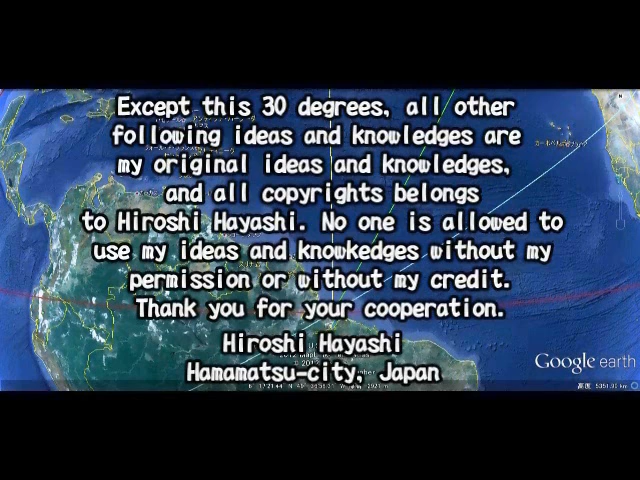 Except this 30 degrees, all other
following ideas and knowledges are
my original ideas and knowledges,
and all copyrights belongs
to Hiroshi Hayashi. No one is allowed to
use my ideas and knowkedges without my
permission or without my credit.
Thank you for your cooperation.
Hiroshi Hayashi
Hamamatsu-city, Japan
Google earth
高度